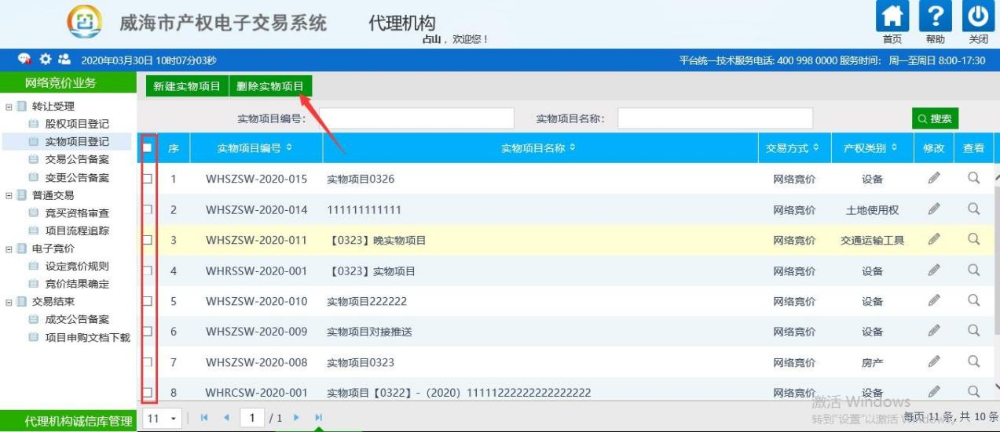 威海市产权电子交易系统
代理机构
占山，欢迎您！
首页
帮助
关闭
2020年03月30日 10时07分03秒
平台统一技术服务电话: 400 998 0000 服务时间: 周一至周日 8:00-17:30
网络竞价业务
转让受理
股权项目登记
实物项目登记
交易公告备案
变更公告备案
普通交易
竞买资格审查
项目流程追踪
电子竞价
设定竞价规则
竞价结果确定
交易结束
成交公告备案
项目申购文档下载
代理机构诚信库管理
新建实物项目 删除实物项目
实物项目编号: 实物项目名称: 搜索
序 实物项目编号 实物项目名称 交易方式 产权类别 修改 查看
1 WHSZSW-2020-015 实物项目0326 网络竞价 设备
2 WHSZSW-2020-014 111111111111 网络竞价 土地使用权
3 WHSZSW-2020-011 【0323】晚实物项目 网络竞价 交通运输工具
4 WHRSSW-2020-001 【0323】实物项目 网络竞价 设备
5 WHSZSW-2020-010 实物项目222222 网络竞价 设备
6 WHSZSW-2020-009 实物项目对接推送 网络竞价 设备
7 WHSZSW-2020-008 实物项目0323 网络竞价 房产
8 WHRCSW-2020-001 实物项目【0322】-（2020）11111222222222222222 网络竞价 设备
11 1 / 1 每页 11 条, 共 10 条
激活 Windows
转到"设置"以激活 Windows。